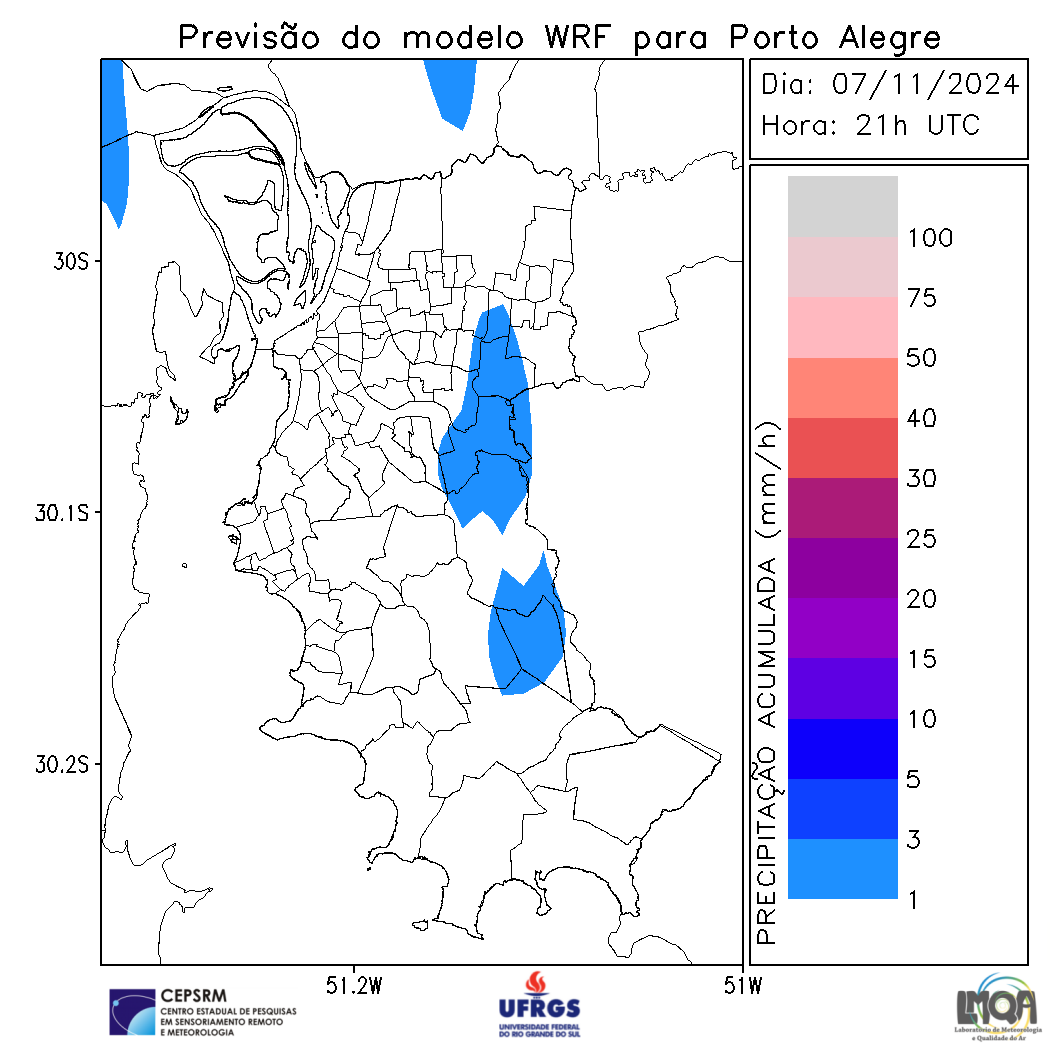 Previsão do modelo WRF para Porto Alegre
Dia: 07/11/2024
Hora: 21h UTC
30S
30.1S
30.2S
51.2W
51W
PRECIPITAÇÃO ACUMULADA (mm/h)
100
75
50
40
30
25
20
15
10
5
3
1
CEPSRM
CENTRO ESTADUAL DE PESQUISAS
EM SENSORIAMENTO REMOTO
E METEOROLOGIA
UFRGS
UNIVERSIDADE FEDERAL
DO RIO GRANDE DO SUL
LMQA
Laboratório de Meteorologia
e Qualidade do Ar